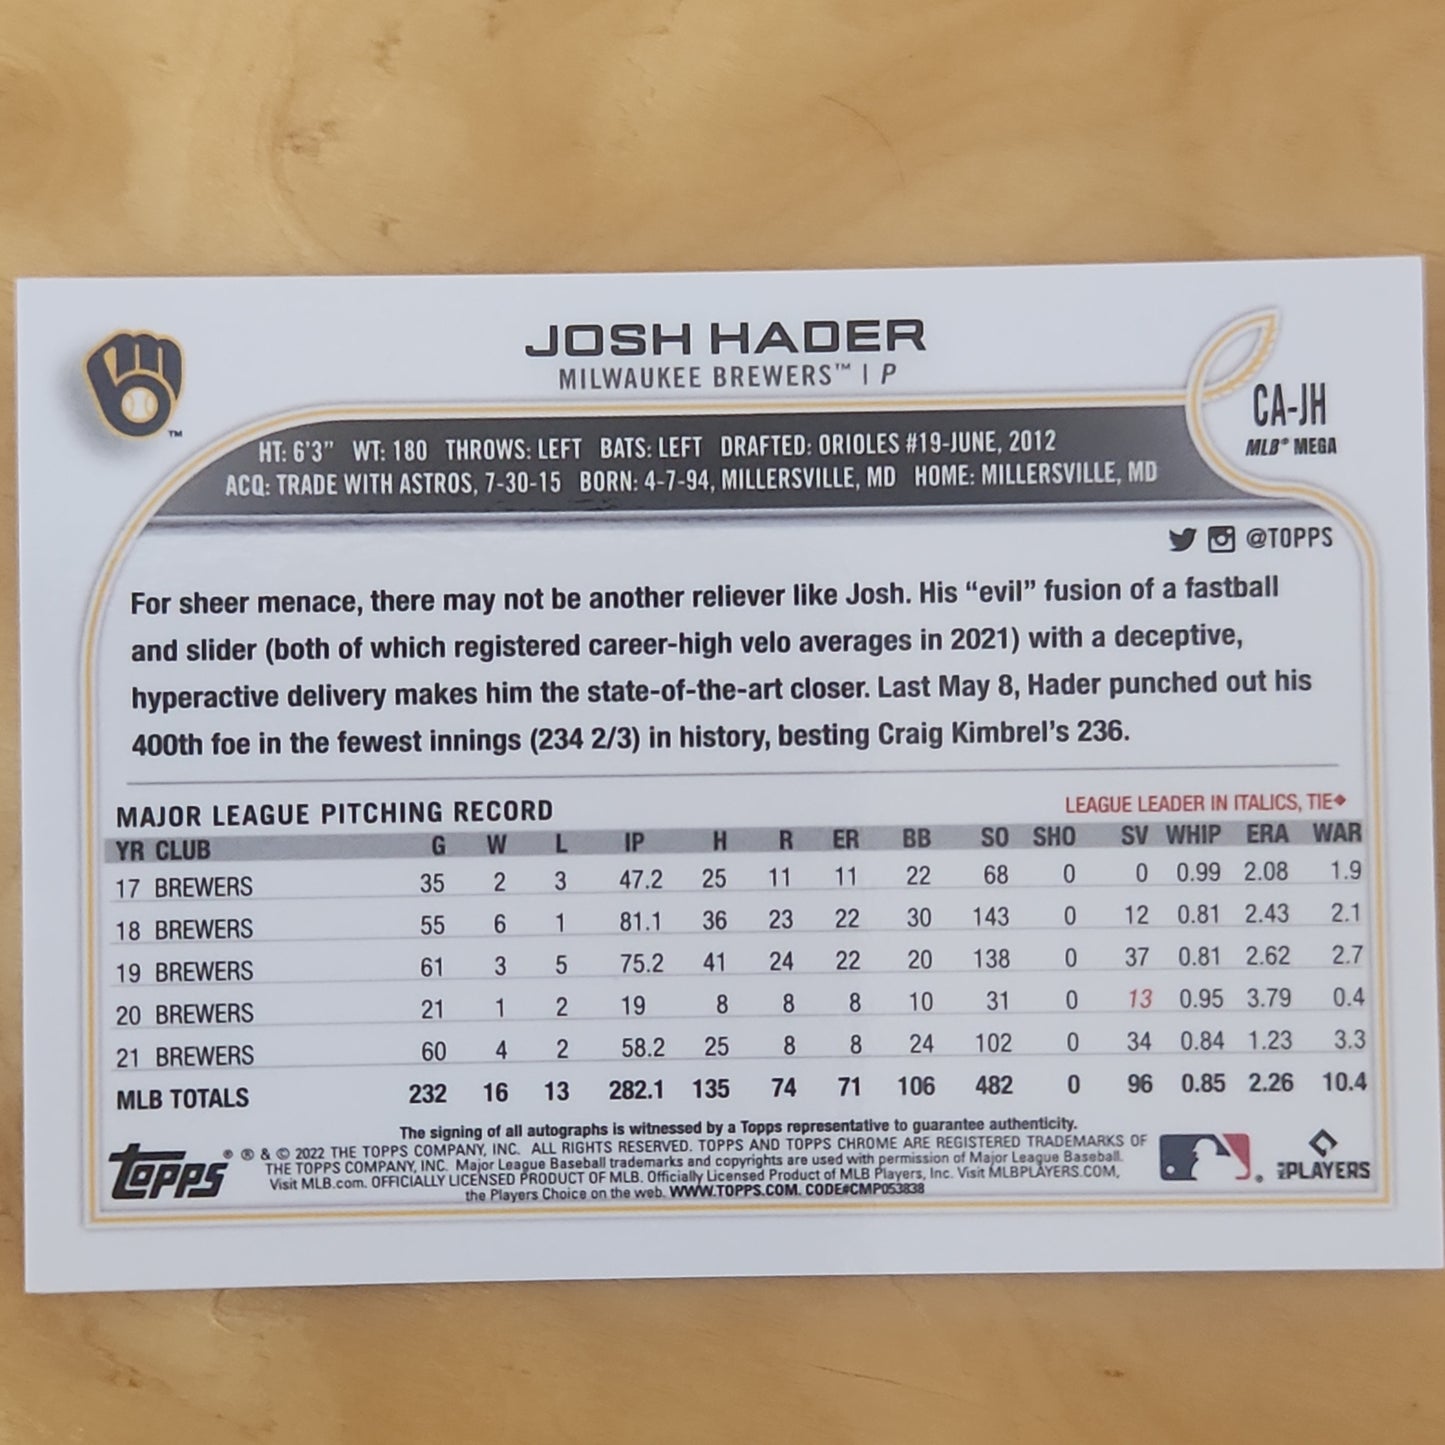 JOSH HADER
MILWAUKEE BREWERS™ | P
CA-JH
MLB® MEGA
HT: 6'3" WT: 180 THROWS: LEFT BATS: LEFT DRAFTED: ORIOLES #19-JUNE, 2012
ACQ: TRADE WITH ASTROS, 7-30-15 BORN: 4-7-94, MILLERSVILLE, MD HOME: MILLERSVILLE, MD
@TOPPS
For sheer menace, there may not be another reliever like Josh. His “evil” fusion of a fastball
and slider (both of which registered career-high velo averages in 2021) with a deceptive,
hyperactive delivery makes him the state-of-the-art closer. Last May 8, Hader punched out his
400th foe in the fewest innings (234 2/3) in history, besting Craig Kimbrel's 236.
MAJOR LEAGUE PITCHING RECORD
LEAGUE LEADER IN ITALICS, TIE◆
YR CLUB G W L IP H R ER BB SO SHO SV WHIP ERA WAR
17 BREWERS 35 2 3 47.2 25 11 11 22 68 0 0 0.99 2.08 1.9
18 BREWERS 55 6 1 81.1 36 23 22 30 143 0 12 0.81 2.43 2.1
19 BREWERS 61 3 5 75.2 41 24 22 20 138 0 37 0.81 2.62 2.7
20 BREWERS 21 1 2 19 8 8 8 10 31 0 13 0.95 3.79 0.4
21 BREWERS 60 4 2 58.2 25 8 8 24 102 0 34 0.84 1.23 3.3
MLB TOTALS 232 16 13 282.1 135 74 71 106 482 0 96 0.85 2.26 10.4
The signing of all autographs is witnessed by a Topps representative to guarantee authenticity.
® & © 2022 THE TOPPS COMPANY, INC. ALL RIGHTS RESERVED. TOPPS AND TOPPS CHROME ARE REGISTERED TRADEMARKS OF
THE TOPPS COMPANY, INC. Major League Baseball trademarks and copyrights are used with permission of Major League Baseball.
Visit MLB.com. OFFICIALLY LICENSED PRODUCT OF MLB. Officially Licensed Product of MLB Players, Inc. Visit MLBPLAYERS.COM,
the Players Choice on the web. WWW.TOPPS.COM. CODE#CMP053838
Topps®
MLB PLAYERS